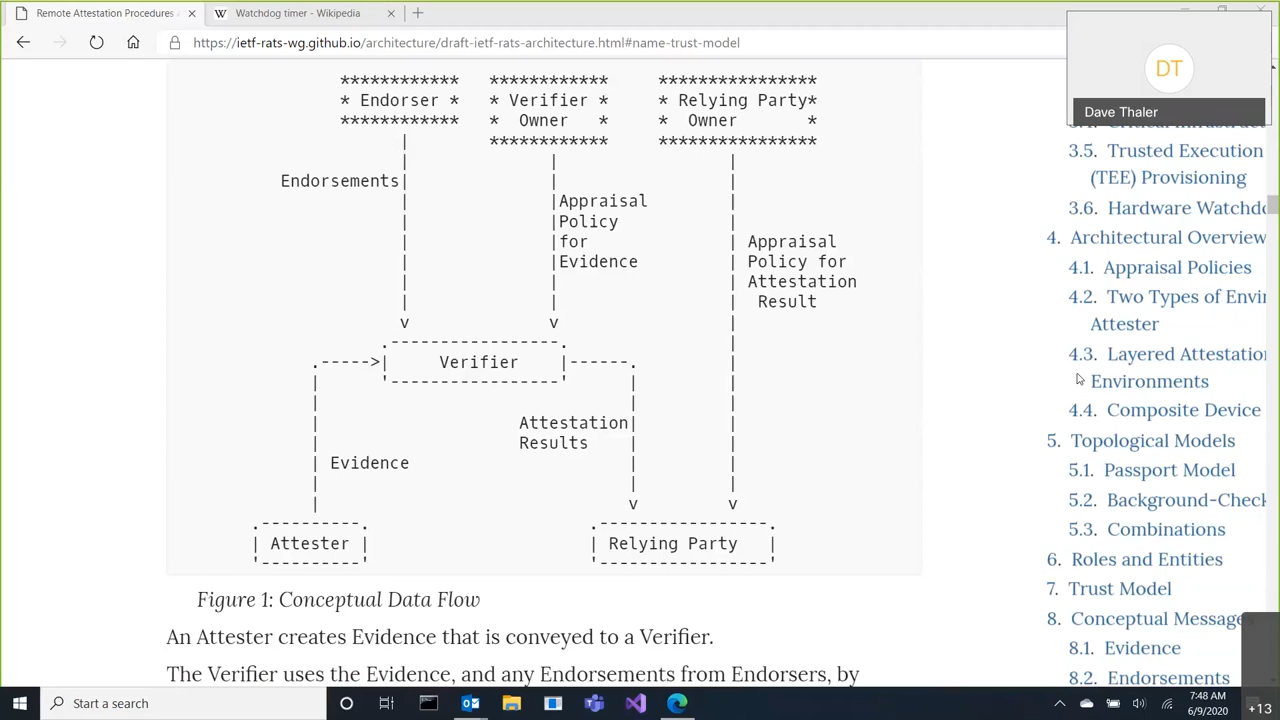 Remote Attestation Procedures
Watchdog timer - Wikipedia
https://ietf-rats-wg.github.io/architecture/draft-ietf-rats-architecture.html#name-trust-model
DT
Dave Thaler
************ ************ ****************
* Endorser * * Verifier * * Relying Party*
************ * Owner * * Owner *
************ ****************
Endorsements
Appraisal
Policy
for
Evidence
Appraisal
Policy for
Attestation
Result
Verifier
Attestation
Results
Evidence
Attester
Relying Party
Figure 1: Conceptual Data Flow
An Attester creates Evidence that is conveyed to a Verifier.
The Verifier uses the Evidence, and any Endorsements from Endorsers, by
3.5. Trusted Execution
(TEE) Provisioning
3.6. Hardware Watchd
4. Architectural Overview
4.1. Appraisal Policies
4.2. Two Types of Envi
Attester
4.3. Layered Attestation
Environments
4.4. Composite Device
5. Topological Models
5.1. Passport Model
5.2. Background-Check
5.3. Combinations
6. Roles and Entities
7. Trust Model
8. Conceptual Message
8.1. Evidence
8.2. Endorsements
Start a search
7:48 AM
6/9/2020
+13